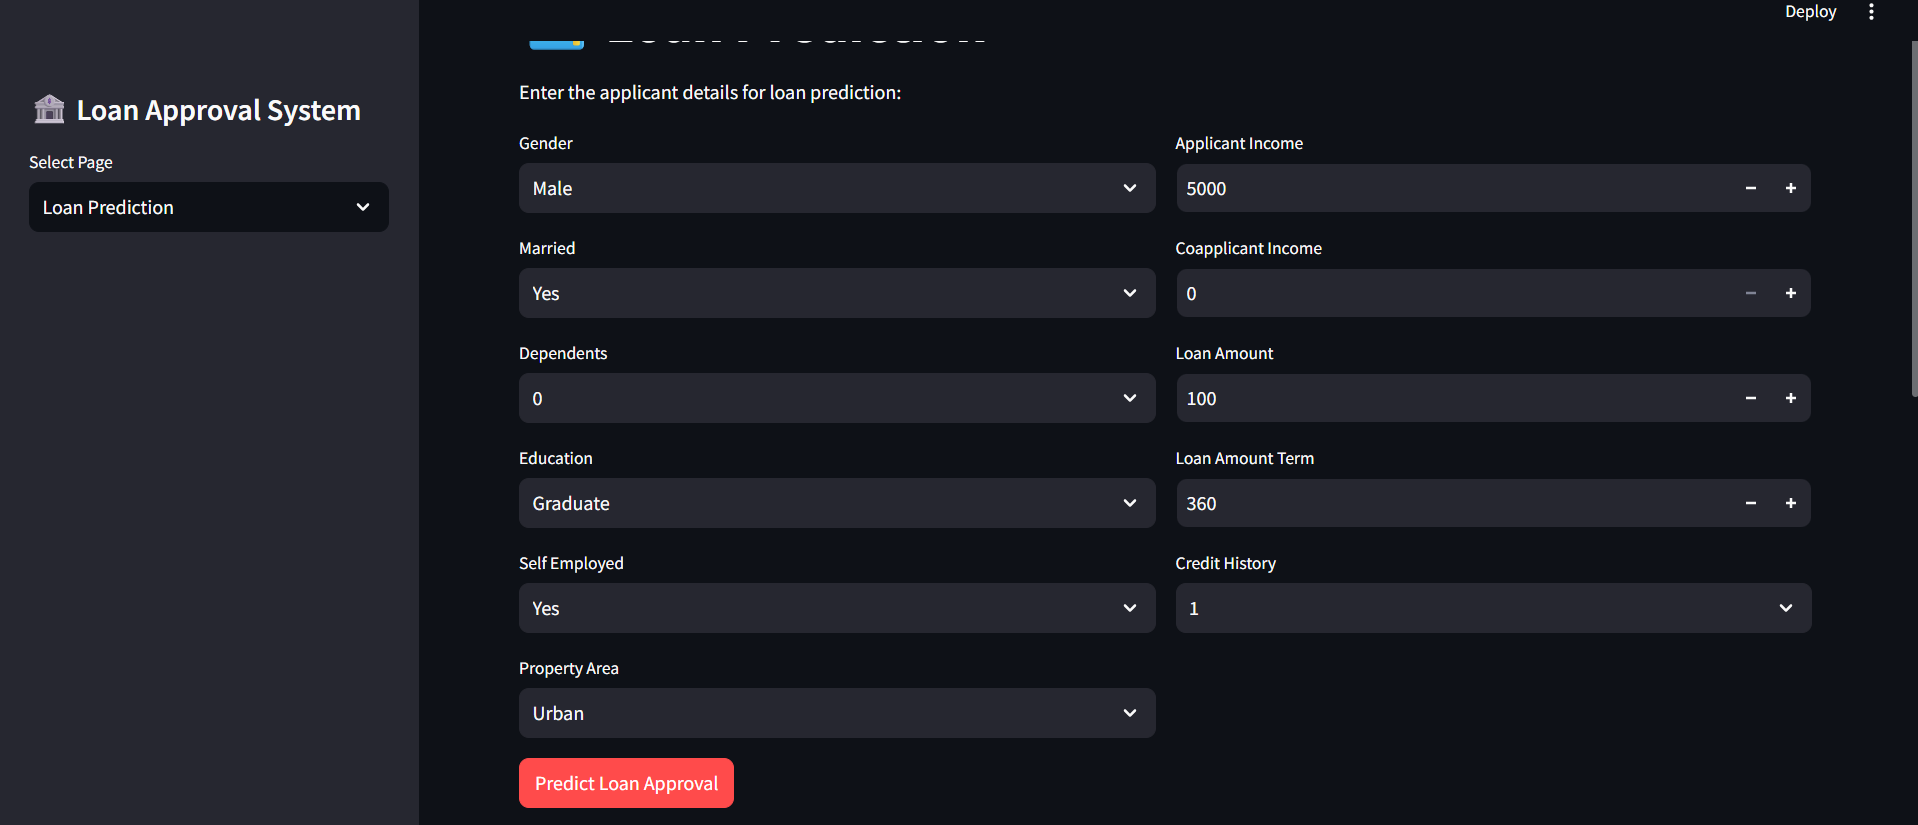 Deploy
Loan Approval System
Select Page
Loan Prediction
Enter the applicant details for loan prediction:
Gender
Male
Married
Yes
Dependents
0
Education
Graduate
Self Employed
Yes
Property Area
Urban
Applicant Income
5000
Coapplicant Income
0
Loan Amount
100
Loan Amount Term
360
Credit History
1
Predict Loan Approval